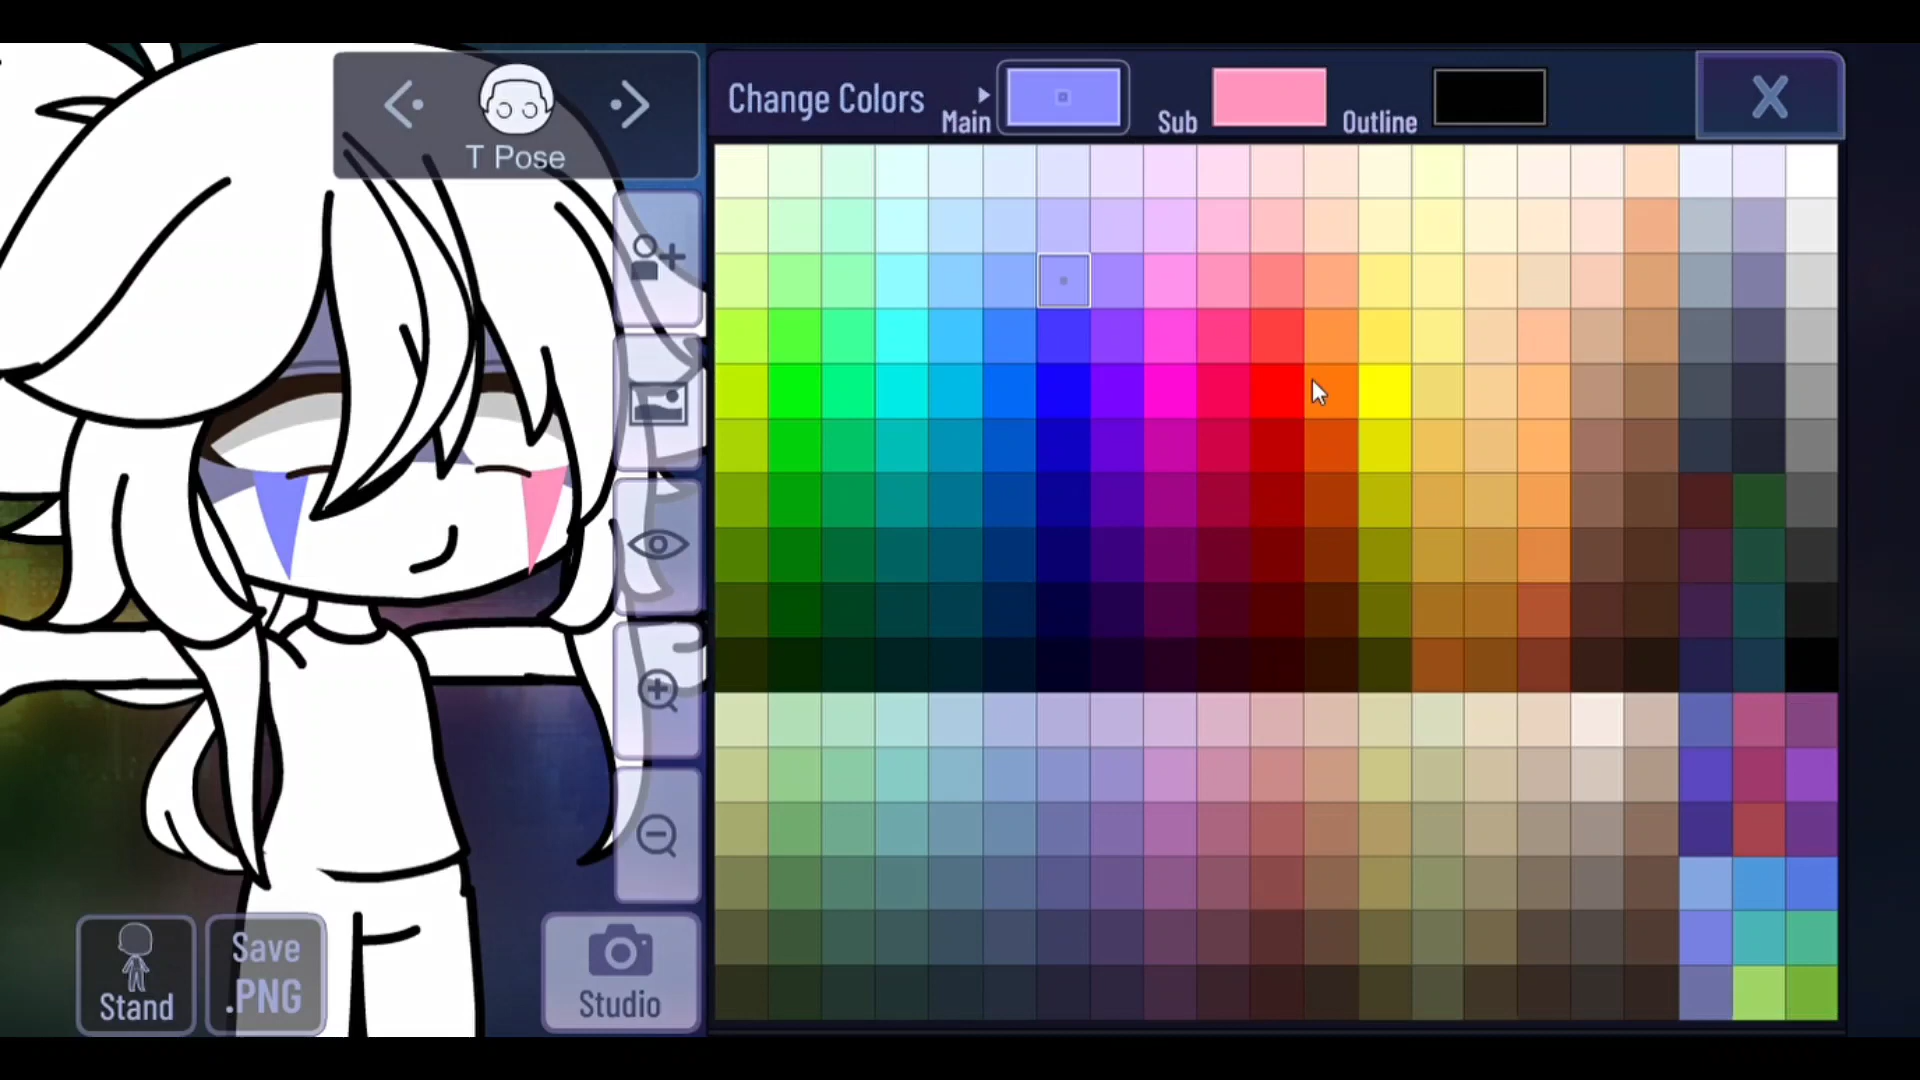 T Pose
Change Colors
Main
Sub
Outline
X
Stand
Save
.PNG
Studio